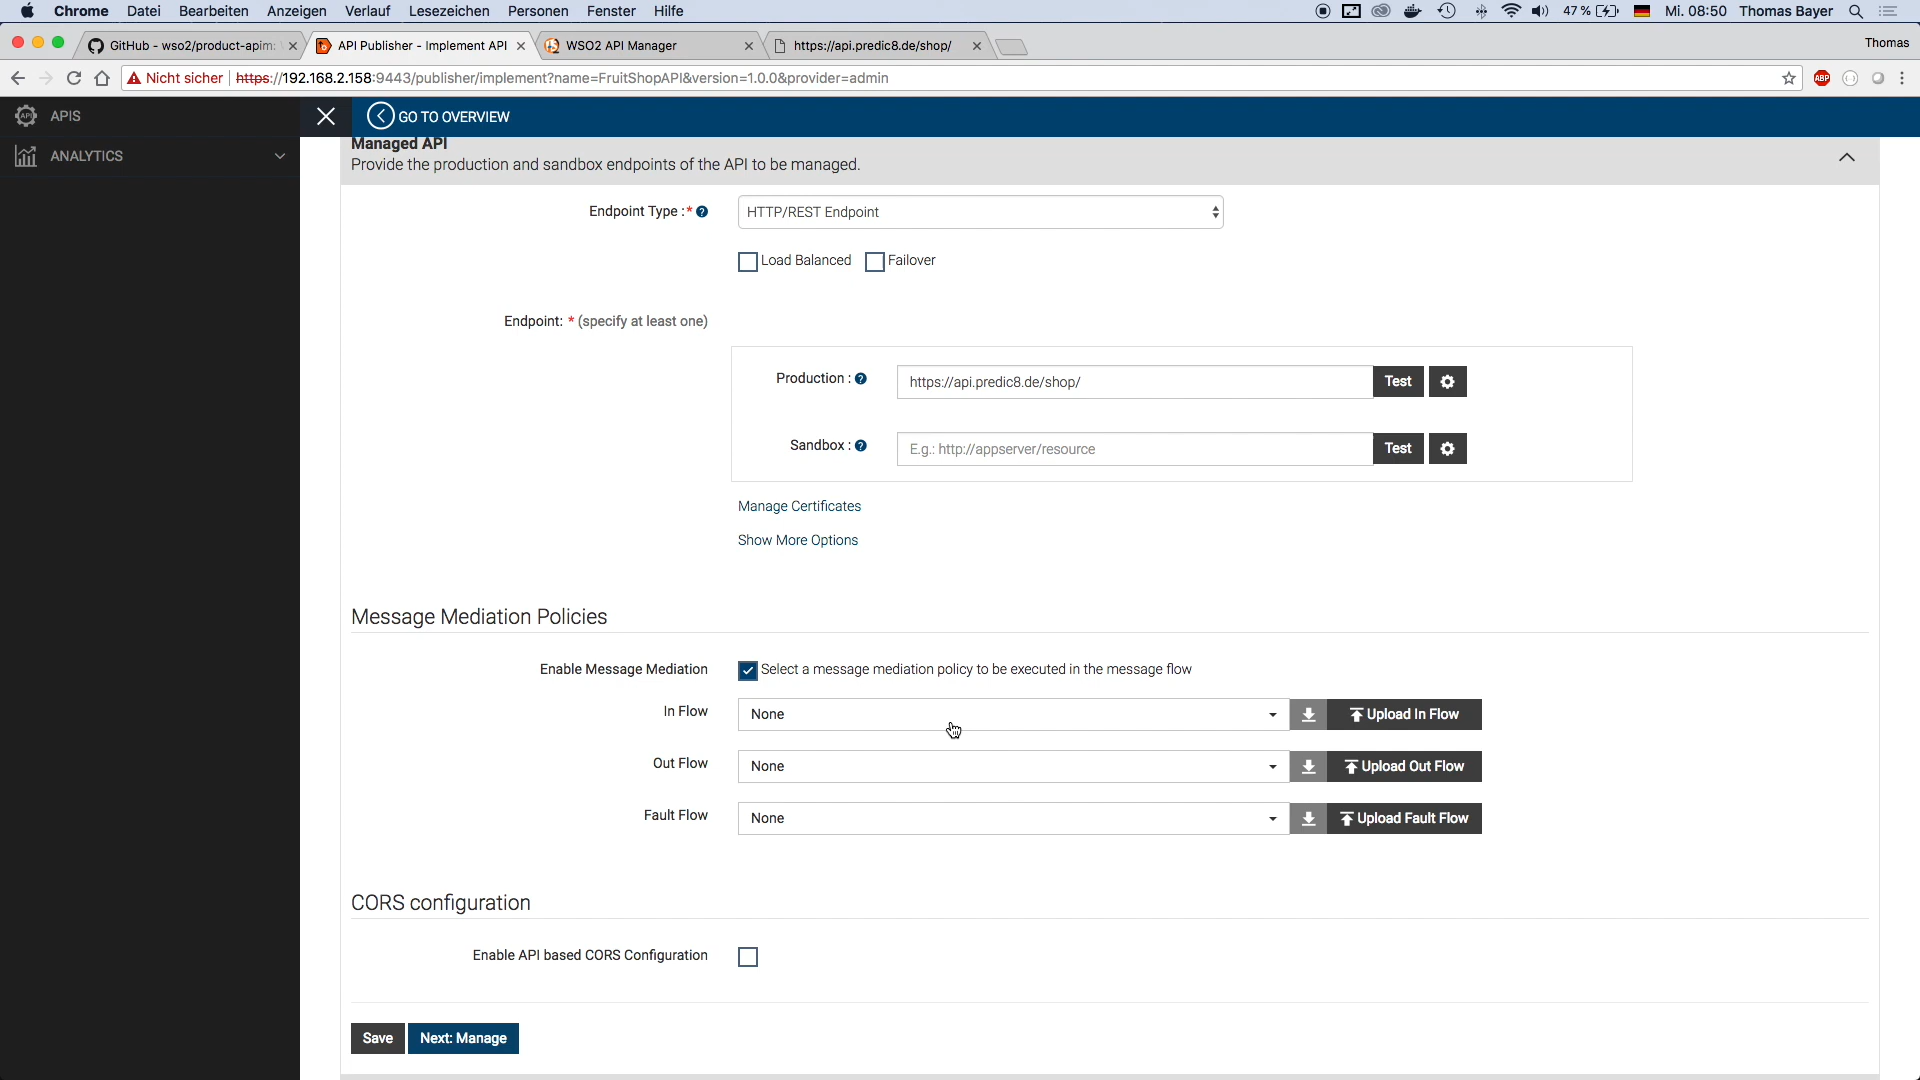 Chrome Datei Bearbeiten Anzeigen Verlauf Lesezeichen Personen Fenster Hilfe 47 % Mi. 08:50 Thomas Bayer
GitHub - wso2/product-apim: API Publisher - Implement API WSO2 API Manager https://api.predic8.de/shop/ Thomas
Nicht sicher https://192.168.2.158:9443/publisher/implement?name=FruitShopAPI&version=1.0.0&provider=admin ABP
APIS
GO TO OVERVIEW
ANALYTICS
Managed API
Provide the production and sandbox endpoints of the API to be managed.
Endpoint Type :* HTTP/REST Endpoint
Load Balanced Failover
Endpoint: * (specify at least one)
Production : https://api.predic8.de/shop/ Test
Sandbox : E.g.: http://appserver/resource Test
Manage Certificates
Show More Options
Message Mediation Policies
Enable Message Mediation Select a message mediation policy to be executed in the message flow
In Flow None Upload In Flow
Out Flow None Upload Out Flow
Fault Flow None Upload Fault Flow
CORS configuration
Enable API based CORS Configuration
Save Next: Manage